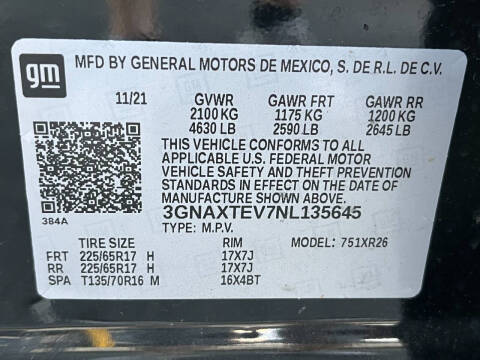 gm
MFD BY GENERAL MOTORS DE MEXICO, S. DE R.L. DE C.V.
11/21 GVWR GAWR FRT GAWR RR
2100 KG 1175 KG 1200 KG
4630 LB 2590 LB 2645 LB
THIS VEHICLE CONFORMS TO ALL
APPLICABLE U.S. FEDERAL MOTOR
VEHICLE SAFETY AND THEFT PREVENTION
STANDARDS IN EFFECT ON THE DATE OF
MANUFACTURE SHOWN ABOVE.
384A 3GNAXTEV7NL135645
TYPE: M.P.V. MODEL: 751XR26
TIRE SIZE RIM
FRT 225/65R17 H 17X7J
RR 225/65R17 H 17X7J
SPA T135/70R16 M 16X4BT